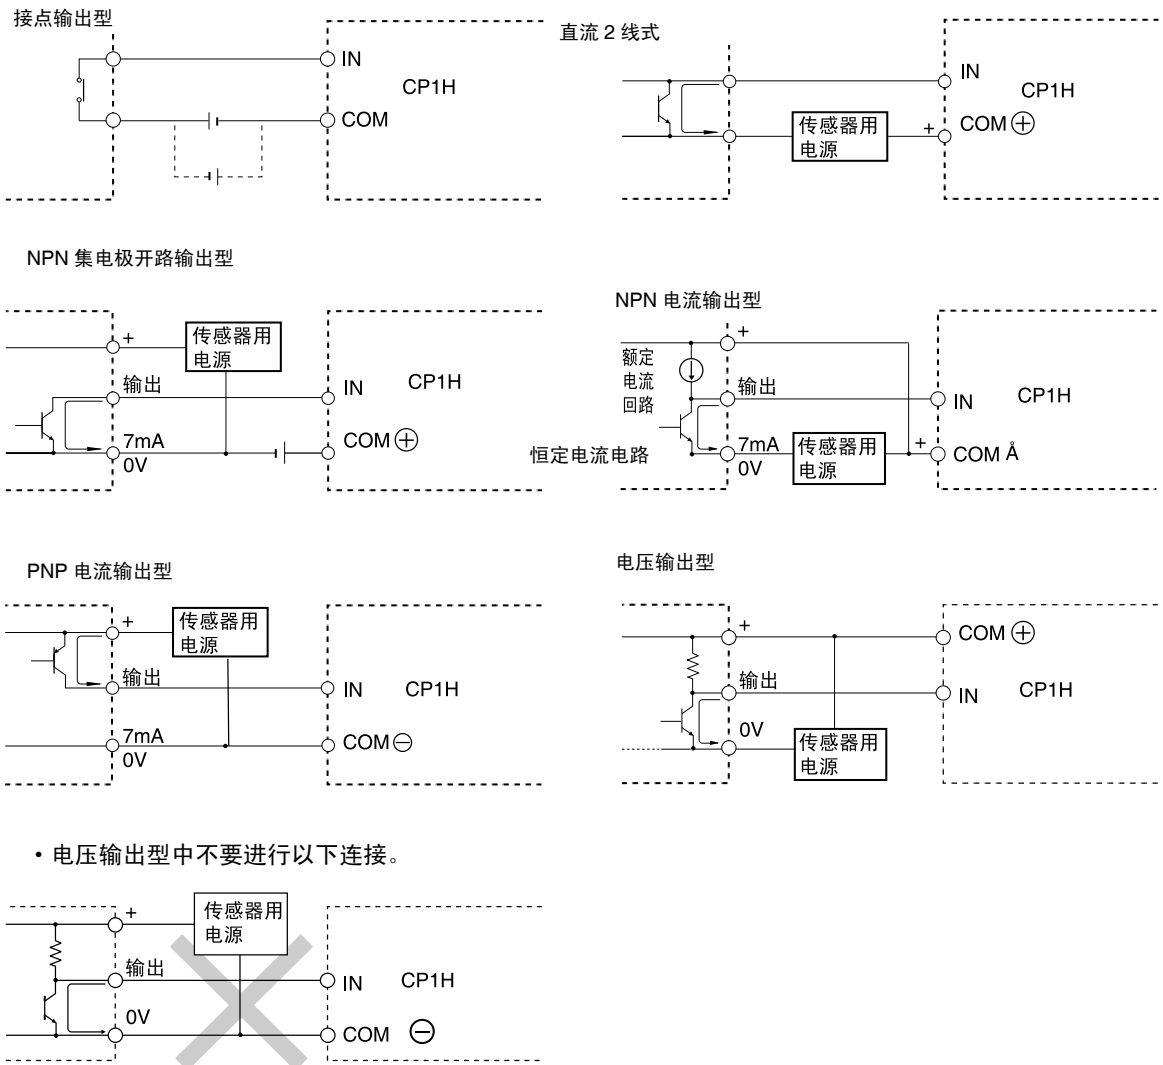 接点输出型
IN
CP1H
COM
直流 2 线式
IN
CP1H
COM ⊕
传感器用
电源
+
NPN 集电极开路输出型
+
传感器用
电源
输出
IN
CP1H
7mA
0V
COM ⊕
NPN 电流输出型
+
额定
电流
回路
输出
IN
CP1H
恒定电流电路
7mA
0V
传感器用
电源
+
COM Å
PNP 电流输出型
+
传感器用
电源
输出
IN
CP1H
7mA
0V
COM ⊖
电压输出型
+
COM ⊕
输出
IN
CP1H
0V
传感器用
电源
• 电压输出型中不要进行以下连接。
+
传感器用
电源
输出
IN
CP1H
0V
COM ⊖